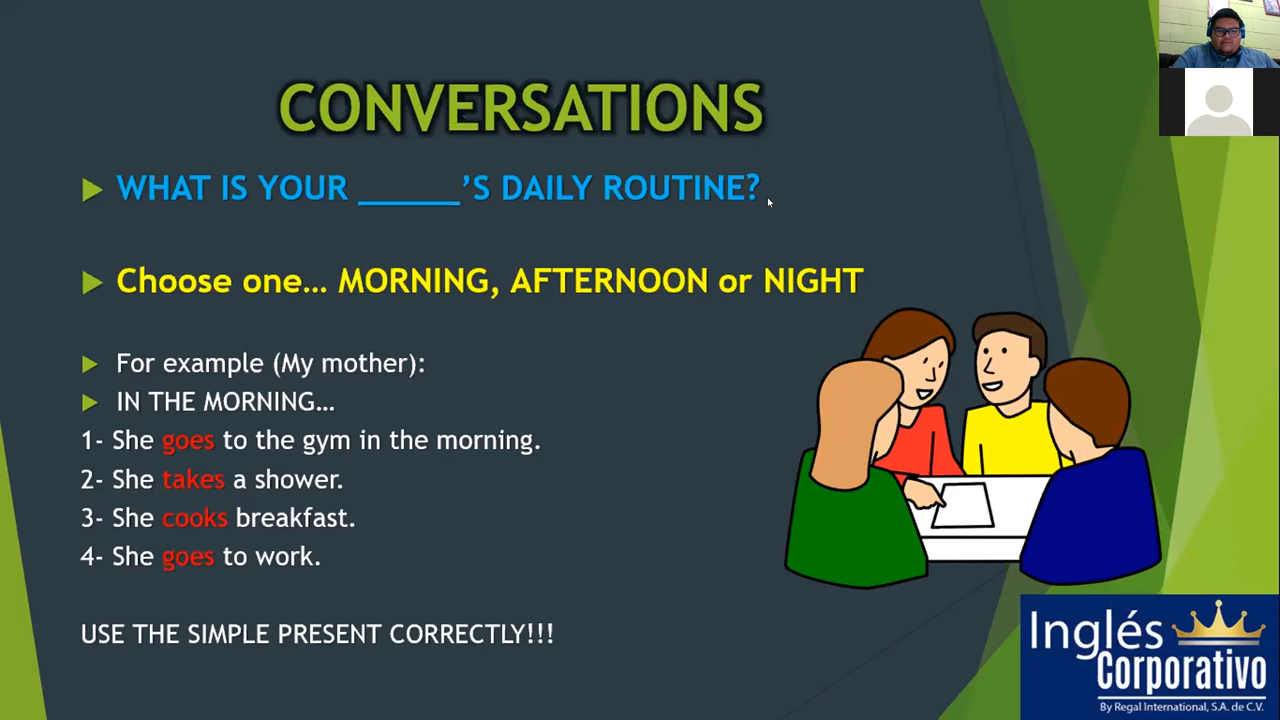 CONVERSATIONS
WHAT IS YOUR _____'S DAILY ROUTINE?
Choose one... MORNING, AFTERNOON or NIGHT
For example (My mother):
IN THE MORNING...
1- She goes to the gym in the morning.
2- She takes a shower.
3- She cooks breakfast.
4- She goes to work.
USE THE SIMPLE PRESENT CORRECTLY!!!
Inglés
Corporativo
By Regal International, S.A. de C.V.